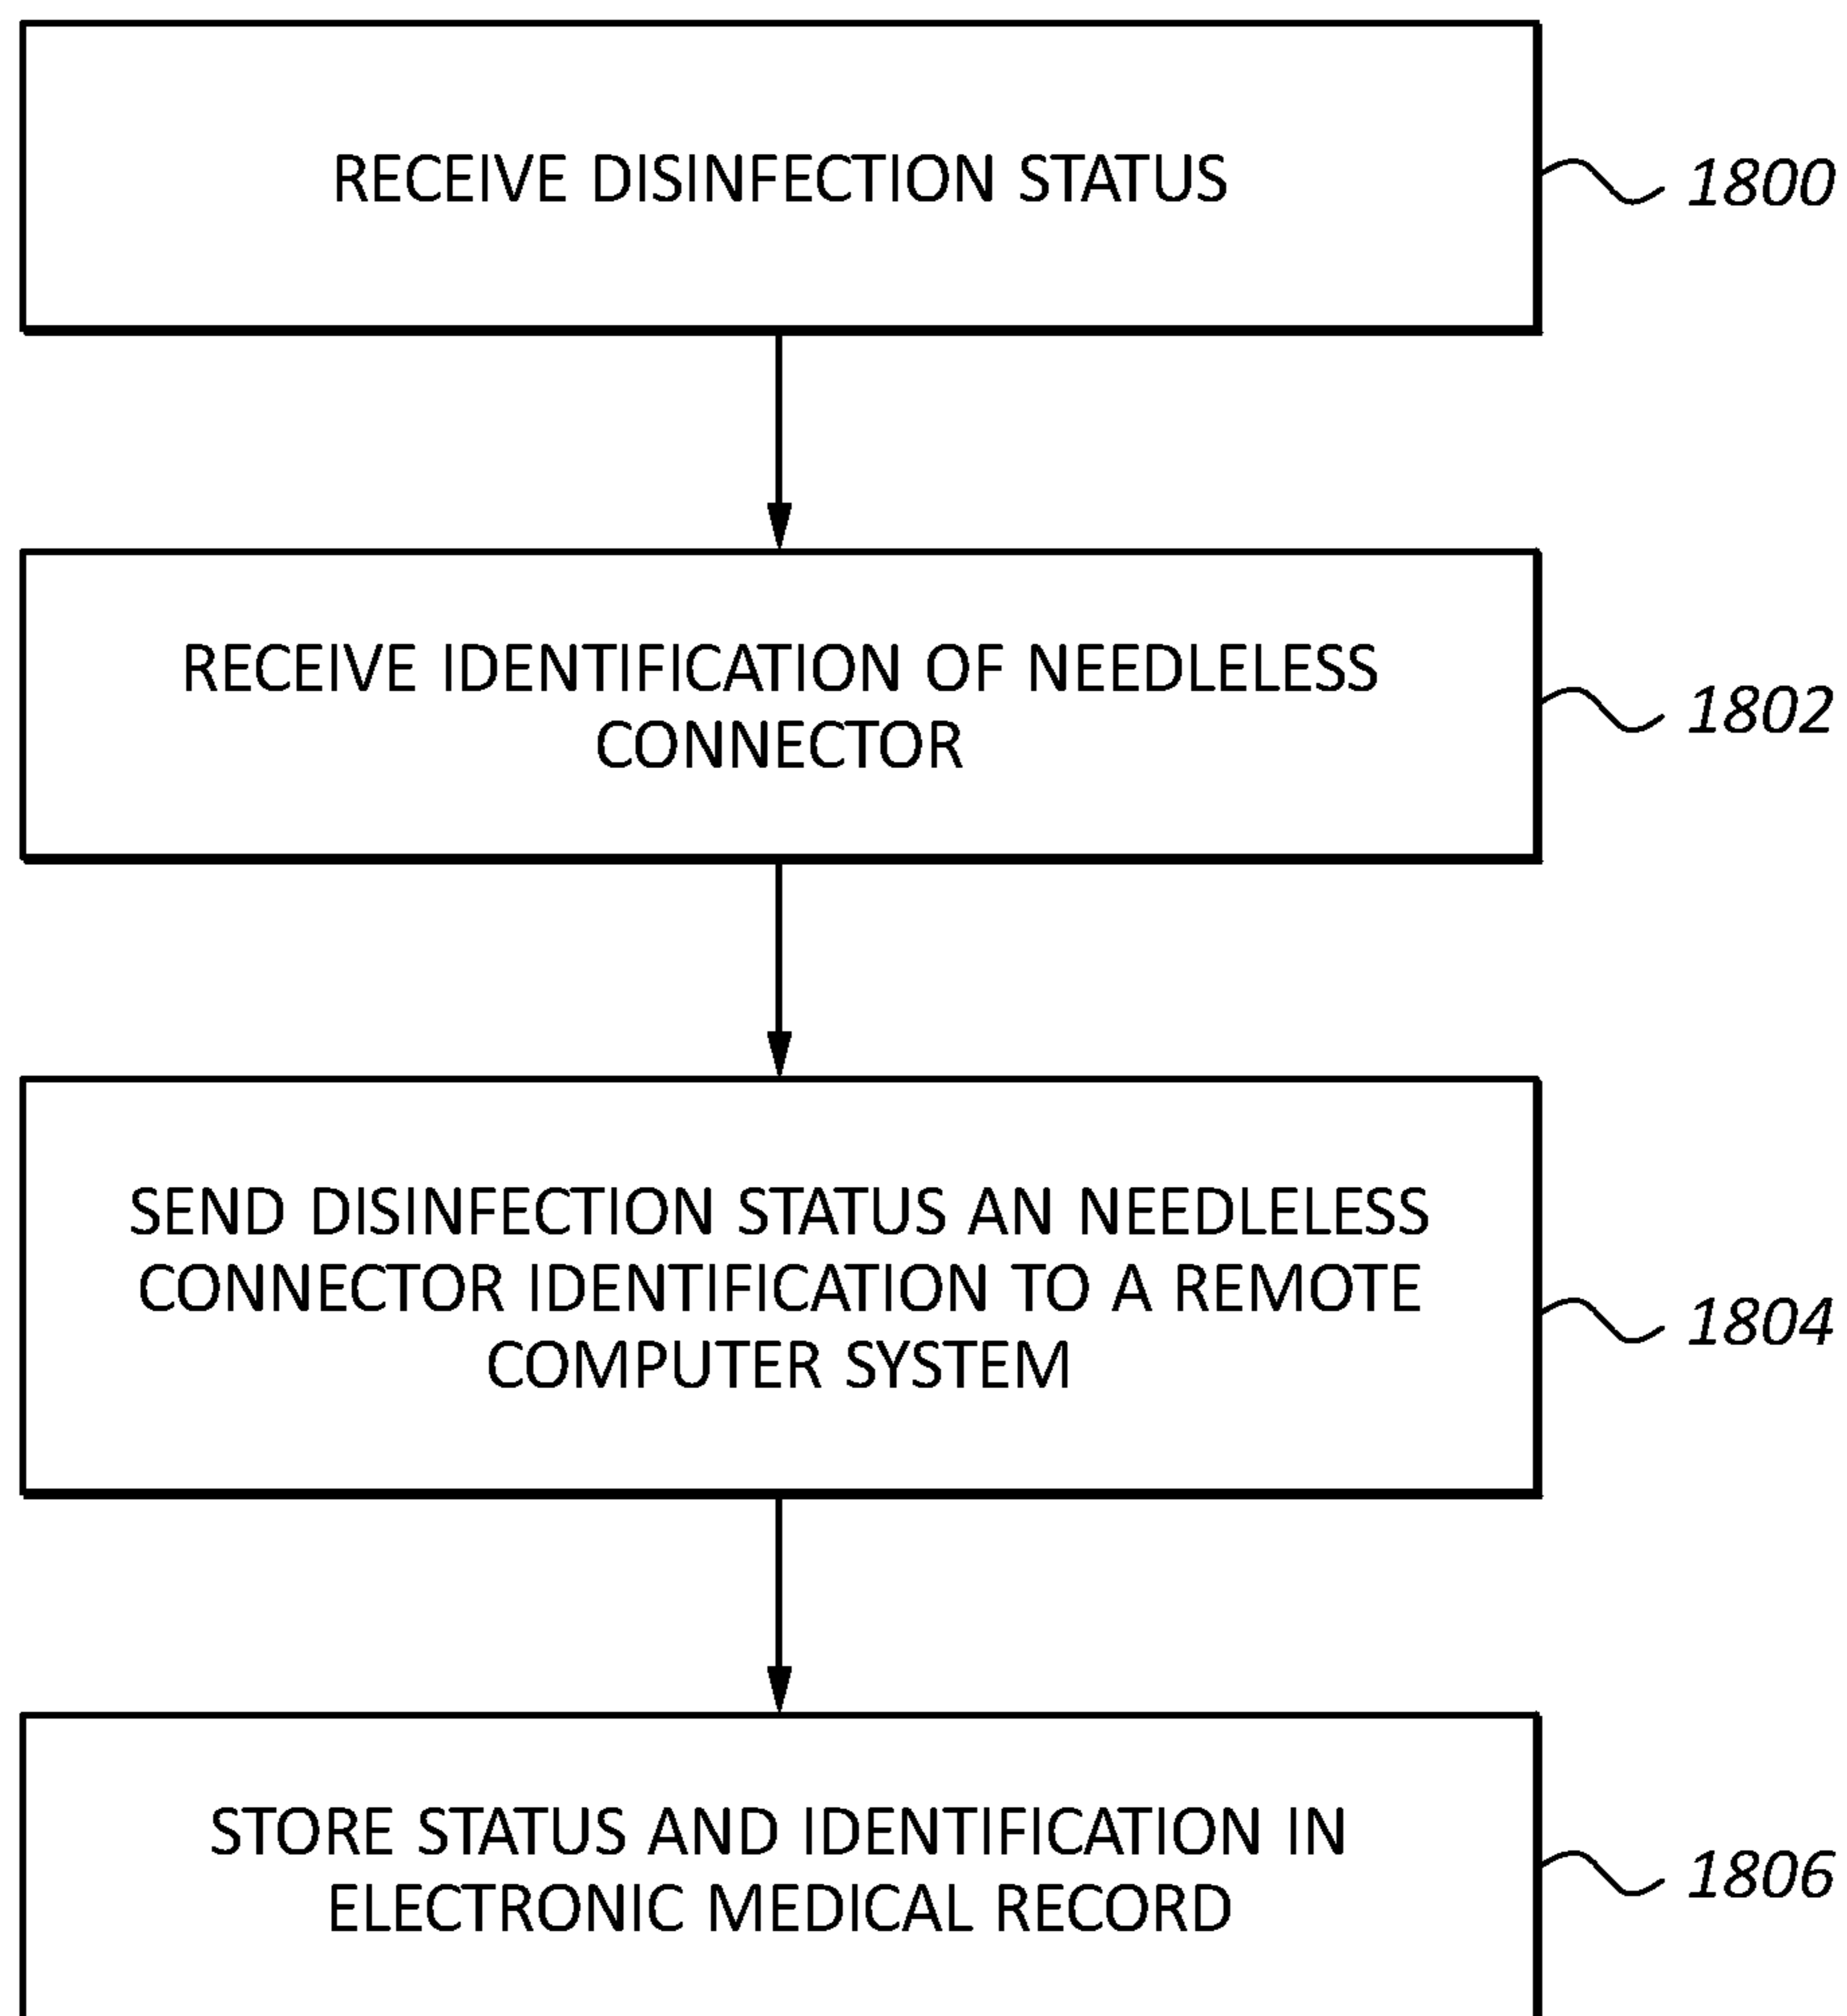 RECEIVE DISINFECTION STATUS
1800
RECEIVE IDENTIFICATION OF NEEDLELESS
CONNECTOR
1802
SEND DISINFECTION STATUS AN NEEDLELESS
CONNECTOR IDENTIFICATION TO A REMOTE
COMPUTER SYSTEM
1804
STORE STATUS AND IDENTIFICATION IN
ELECTRONIC MEDICAL RECORD
1806